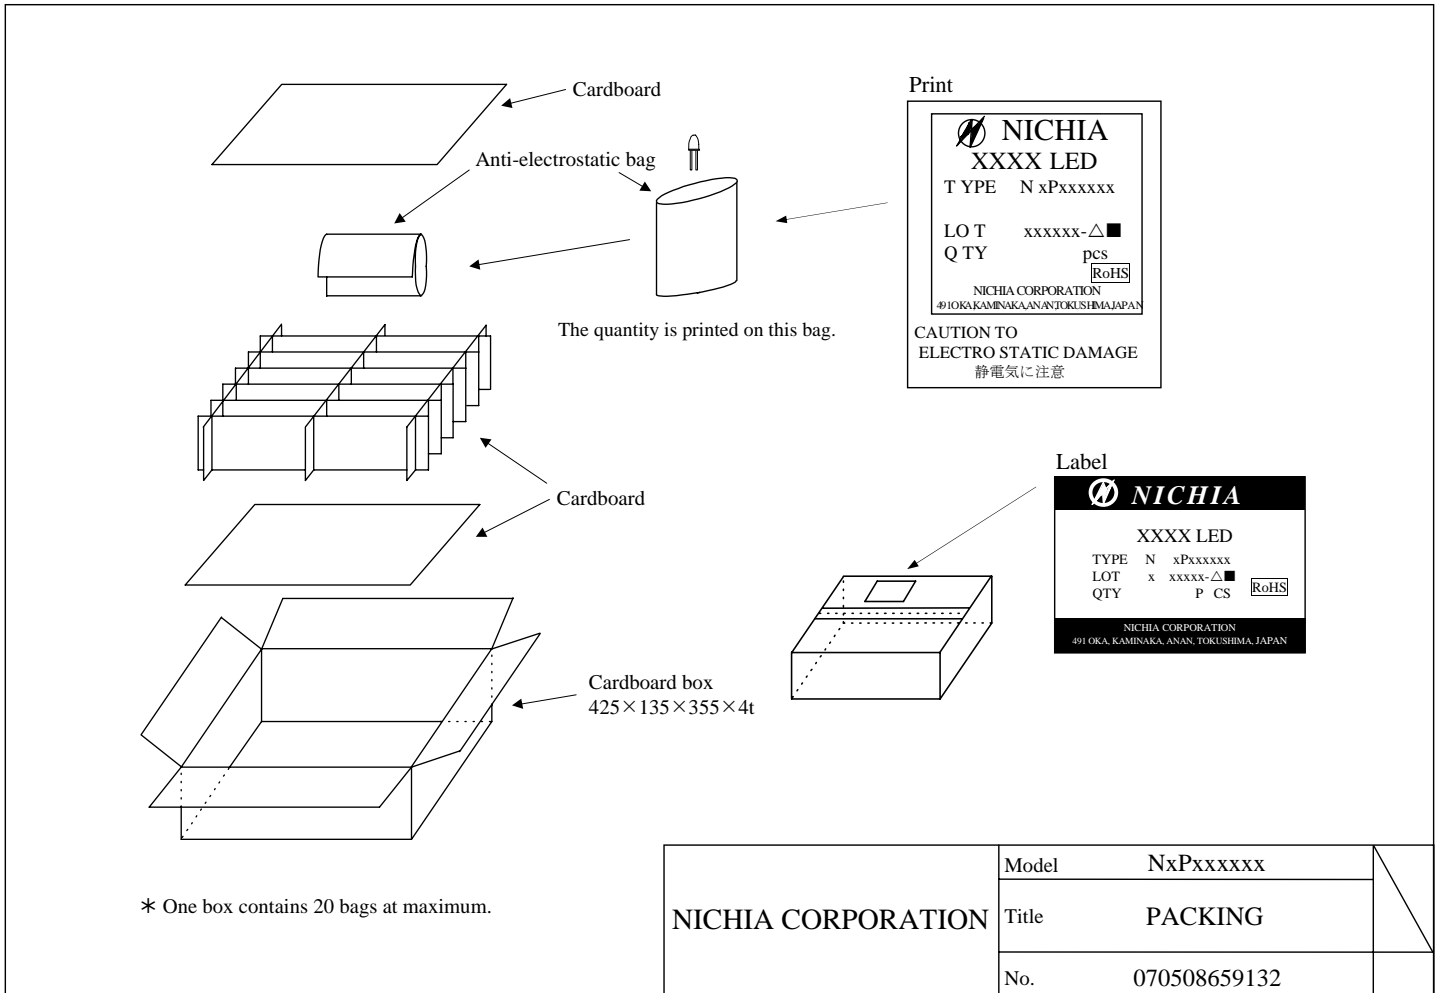 Cardboard
Anti-electrostatic bag
The quantity is printed on this bag.
Print
NICHIA
XXXX LED
T YPE N xPxxxxxx
LO T xxxxxx-△■
Q TY pcs
RoHS
NICHIA CORPORATION
491OKA,KAMINAKA,ANAN,TOKUSHIMA,JAPAN
CAUTION TO
ELECTRO STATIC DAMAGE
静電気に注意
Cardboard
Label
NICHIA
XXXX LED
TYPE N xPxxxxxx
LOT x xxxxx-△■
QTY P CS
RoHS
NICHIA CORPORATION
491 OKA, KAMINAKA, ANAN, TOKUSHIMA, JAPAN
Cardboard box
425×135×355×4t
* One box contains 20 bags at maximum.
NICHIA CORPORATION
Model NxPxxxxxx
Title PACKING
No. 070508659132